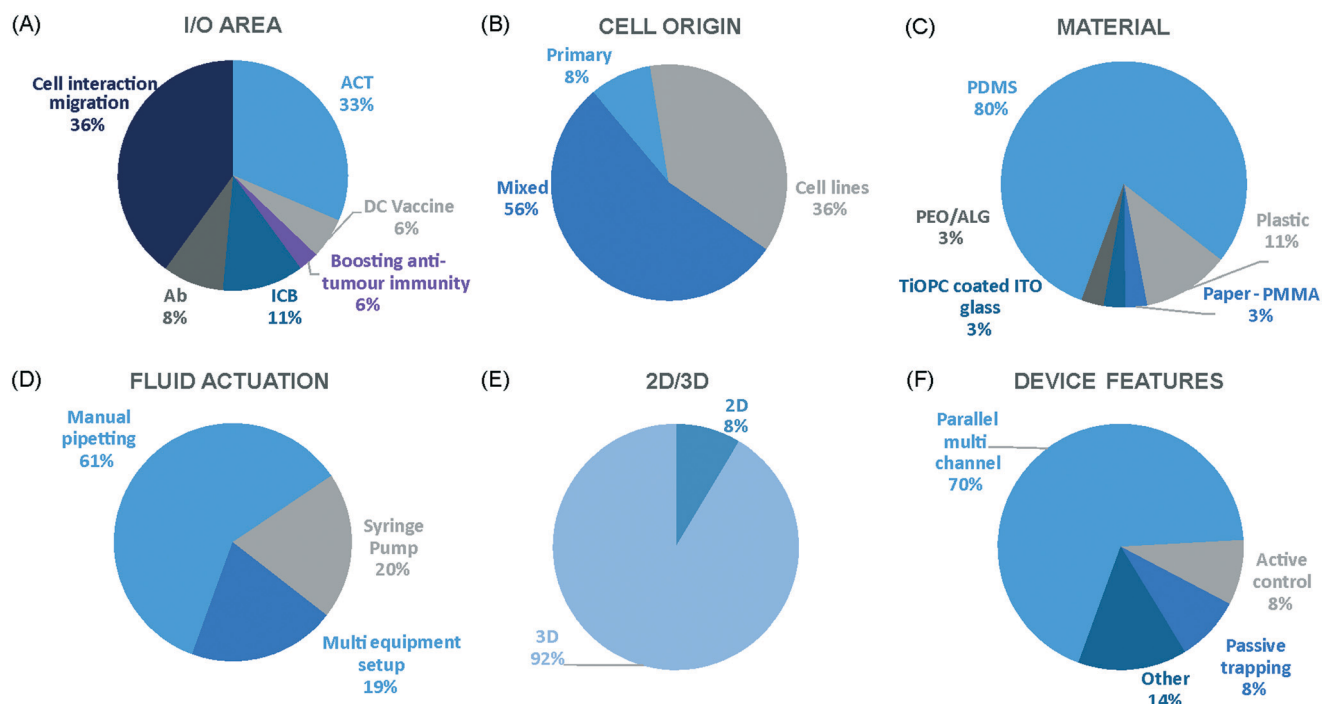 (A)
I/O AREA
Cell interaction
migration
36%
ACT
33%
DC Vaccine
6%
Boosting anti-
tumour immunity
6%
ICB
11%
Ab
8%
(B)
CELL ORIGIN
Primary
8%
Mixed
56%
Cell lines
36%
(C)
MATERIAL
PDMS
80%
PEO/ALG
3%
Plastic
11%
TiOPC coated ITO
glass
3%
Paper-PMMA
3%
(D)
FLUID ACTUATION
Manual
pipetting
61%
Syringe
Pump
20%
Multi equipment
setup
19%
(E)
2D/3D
2D
8%
3D
92%
(F)
DEVICE FEATURES
Parallel
multi
channel
70%
Active
control
8%
Passive
trapping
8%
Other
14%